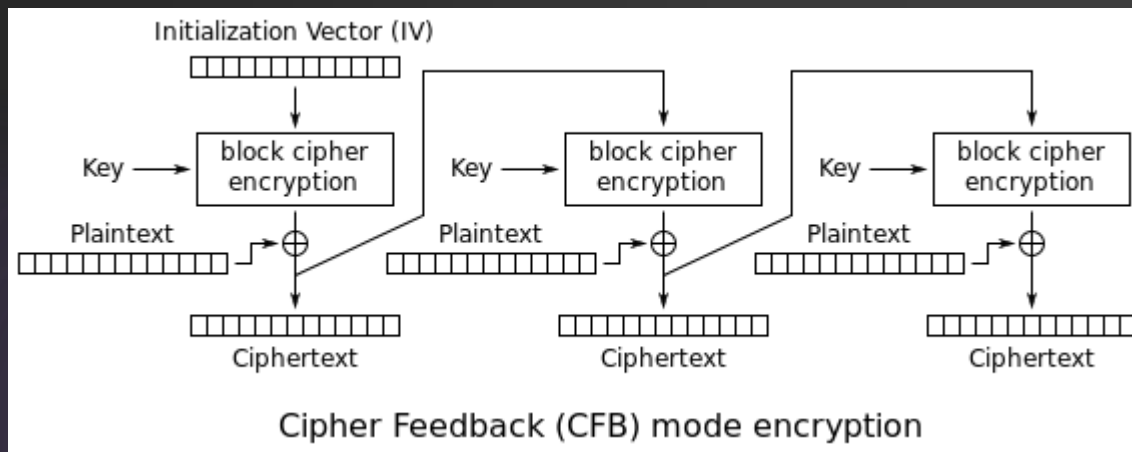 Initialization Vector (IV)
Key
block cipher
encryption
Plaintext
Ciphertext
Key
block cipher
encryption
Plaintext
Ciphertext
Key
block cipher
encryption
Plaintext
Ciphertext
Cipher Feedback (CFB) mode encryption